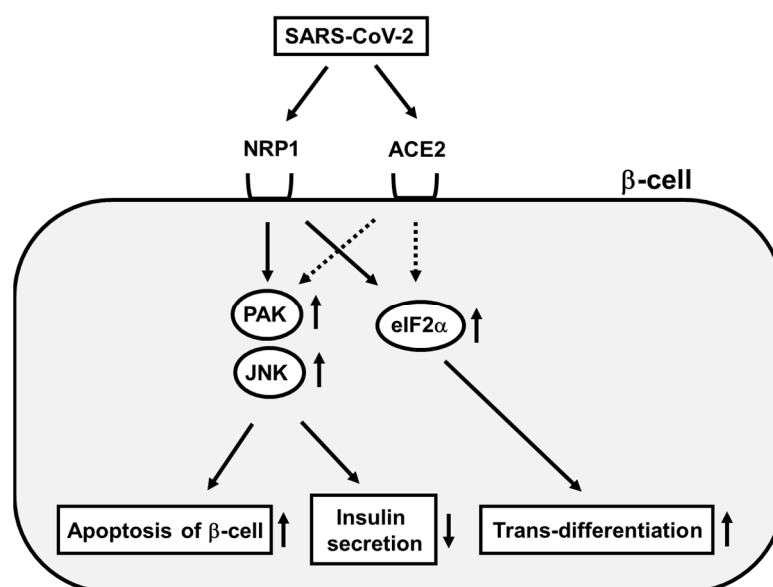 SARS-CoV-2
NRP1
ACE2
β-cell
PAK
eIF2α
JNK
Apoptosis of β-cell
Insulin
secretion
Trans-differentiation